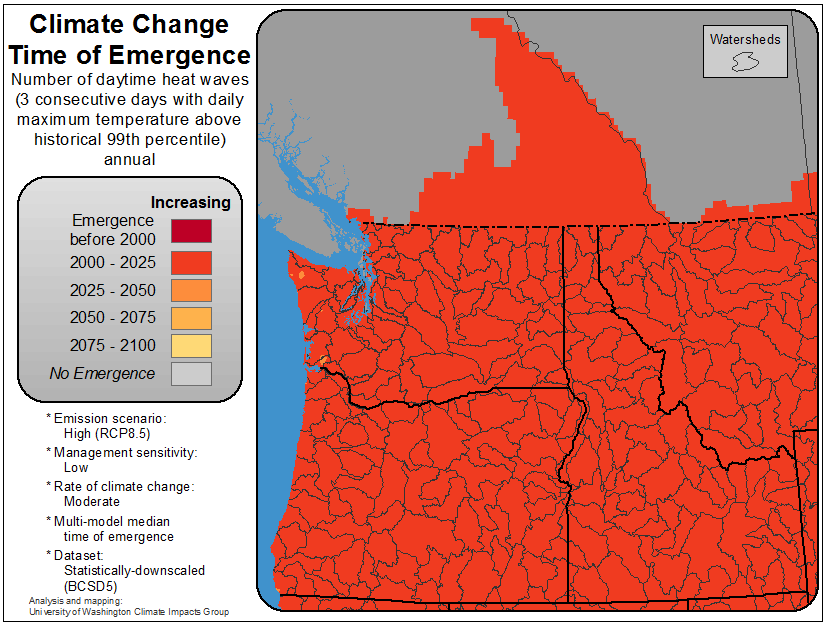 Climate Change
Time of Emergence
Number of daytime heat waves
(3 consecutive days with daily
maximum temperature above
historical 99th percentile)
annual
Increasing
Emergence
before 2000
2000 - 2025
2025 - 2050
2050 - 2075
2075 - 2100
No Emergence
* Emission scenario:
High (RCP8.5)
* Management sensitivity:
Low
* Rate of climate change:
Moderate
* Multi-model median
time of emergence
* Dataset:
Statistically-downscaled
(BCSD5)
Analysis and mapping:
University of Washington Climate Impacts Group
Watersheds